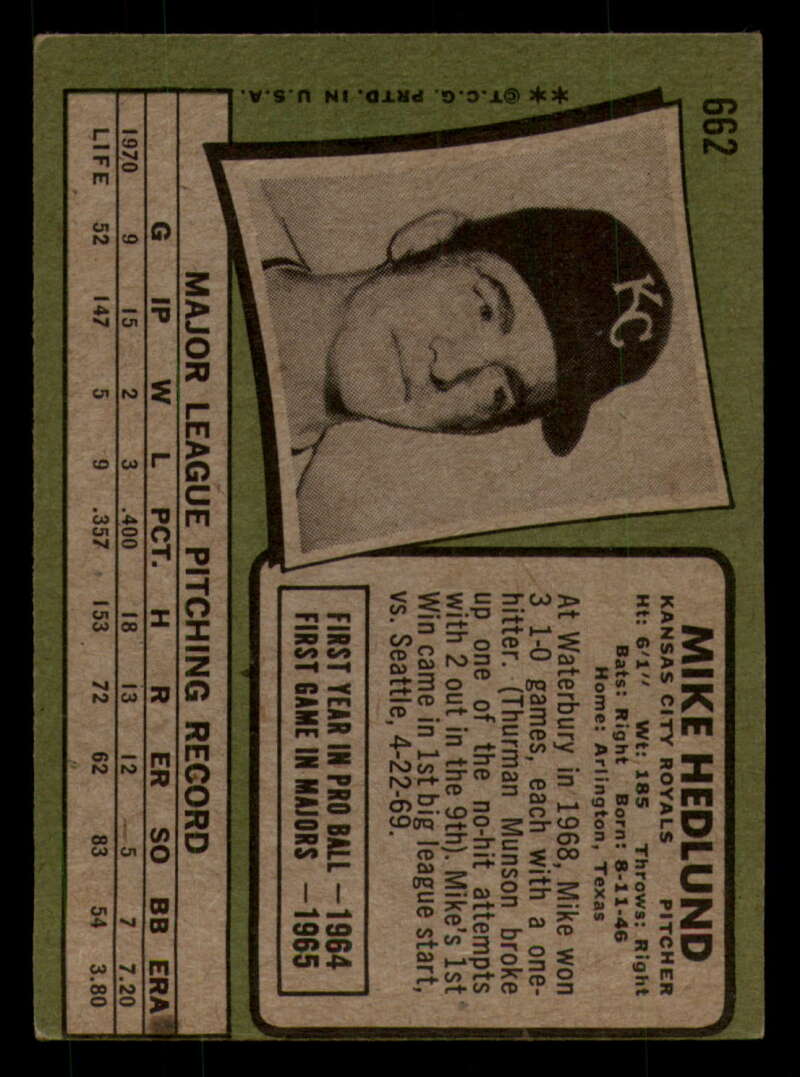 662
** ©T.C.G. PRTD. IN U.S.A.
KC
MIKE HEDLUND
KANSAS CITY ROYALS PITCHER
Ht: 6'1" Wt: 185 Throws: Right
Bats: Right Born: 8-11-46
Home: Arlington, Texas
At Waterbury in 1968, Mike won
3 1-0 games, each with a one-
hitter. (Thurman Munson broke
up one of the no-hit attempts
with 2 out in the 9th). Mike's 1st
Win came in 1st big league start,
vs. Seattle, 4-22-69.
FIRST YEAR IN PRO BALL —1964
FIRST GAME IN MAJORS —1965
MAJOR LEAGUE PITCHING RECORD
G IP W L PCT. H R ER SO BB ERA
1970 9 15 2 3 .400 18 13 12 5 7 7.20
LIFE 52 147 5 9 .357 153 72 62 83 54 3.80